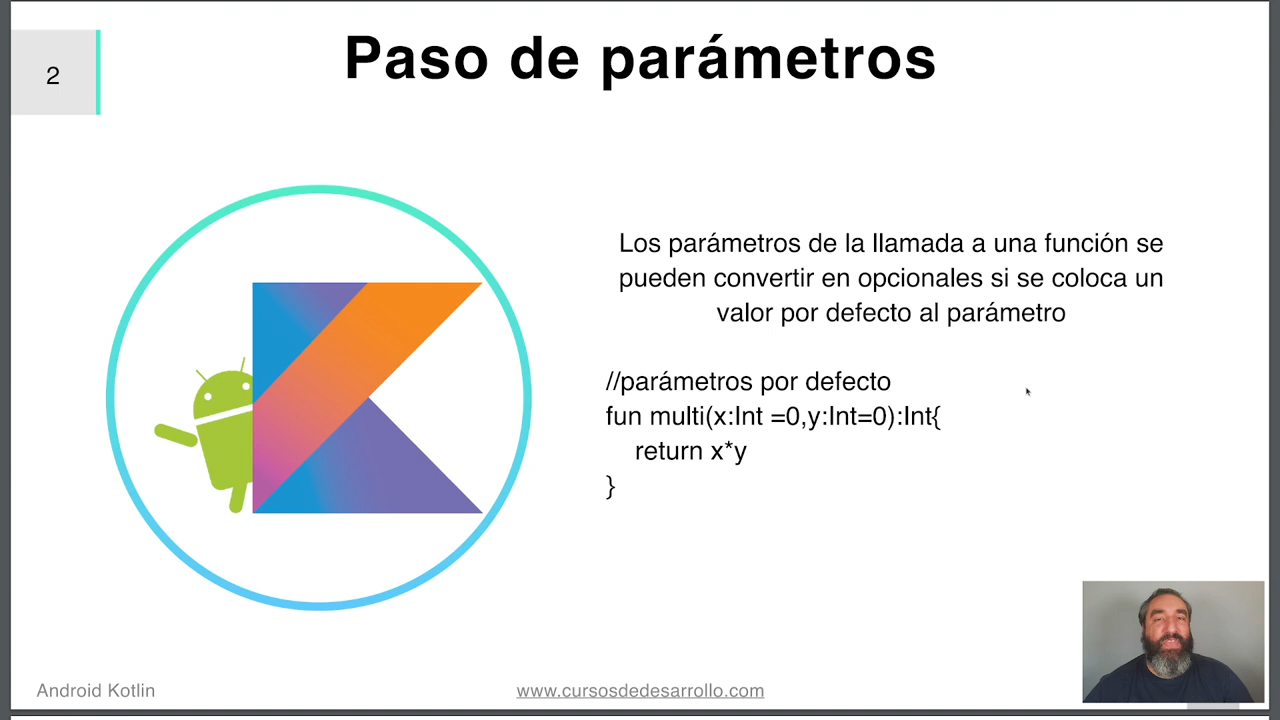 2
Paso de parámetros
Los parámetros de la llamada a una función se
pueden convertir en opcionales si se coloca un
valor por defecto al parámetro
//parámetros por defecto
fun multi(x:Int =0,y:Int=0):Int{
return x*y
}
Android Kotlin
www.cursosdedesarrollo.com